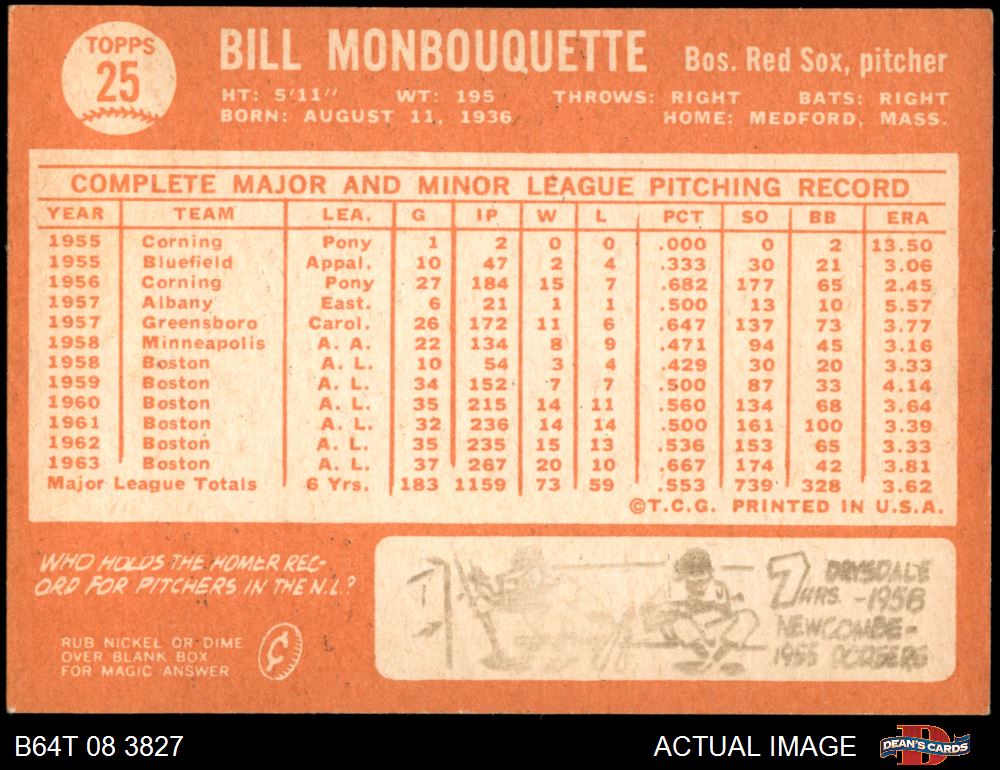 TOPPS
25
BILL MONBOUQUETTE Bos. Red Sox, pitcher
HT: 5'11" WT: 195 THROWS: RIGHT BATS: RIGHT
BORN: AUGUST 11, 1936 HOME: MEDFORD, MASS.
COMPLETE MAJOR AND MINOR LEAGUE PITCHING RECORD
YEAR TEAM LEA. G IP W L PCT SO BB ERA
1955 Corning Pony 1 2 0 0 .000 0 2 13.50
1955 Bluefield Appal. 10 47 2 4 .333 30 21 3.06
1956 Corning Pony 27 184 15 7 .682 177 65 2.45
1957 Albany East. 6 21 1 1 .500 13 10 5.57
1957 Greensboro Carol. 26 172 11 6 .647 137 73 3.77
1958 Minneapolis A. A. 22 134 8 9 .471 94 45 3.16
1958 Boston A. L. 10 54 3 4 .429 30 20 3.33
1959 Boston A. L. 34 152 7 7 .500 87 33 4.14
1960 Boston A. L. 35 215 14 11 .560 134 68 3.64
1961 Boston A. L. 32 236 14 14 .500 161 100 3.39
1962 Boston A. L. 35 235 15 13 .536 153 65 3.33
1963 Boston A. L. 37 267 20 10 .667 174 42 3.81
Major League Totals 6 Yrs. 183 1159 73 59 .553 739 328 3.62
©T.C.G. PRINTED IN U.S.A.
WHO HOLDS THE HOMER REC-
ORD FOR PITCHERS IN THE N.L.?
RUB NICKEL OR DIME
OVER BLANK BOX
FOR MAGIC ANSWER
¢
7 DRYSDALE
HRS. -1958
NEWCOMBE-
1955 DODGERS
B64T 08 3827 ACTUAL IMAGE DEAN'S CARDS